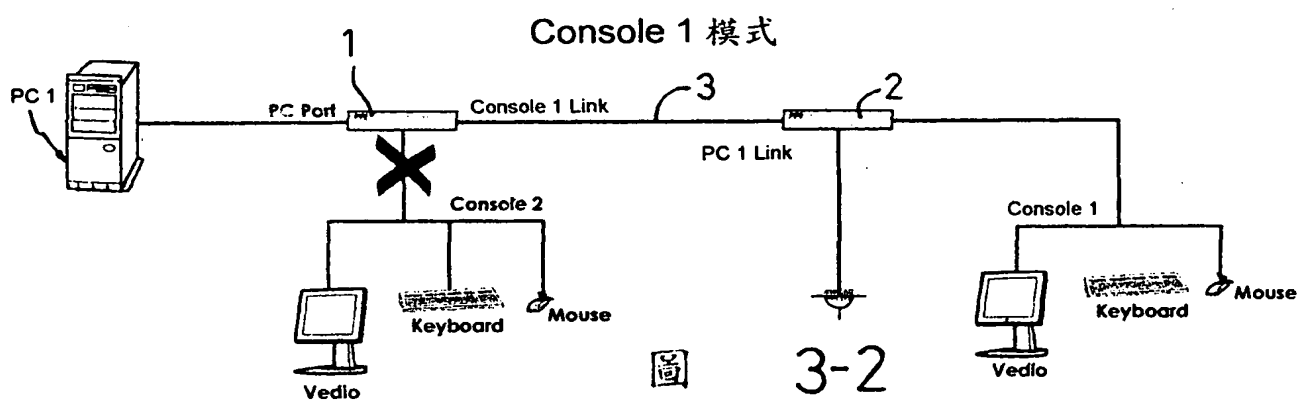 Console 1 模式
1
PC 1
PC Port
Console 1 Link
3
2
PC 1 Link
Console 2
Console 1
Keyboard
Mouse
Vedio
Keyboard
Mouse
Vedio
圖 3-2